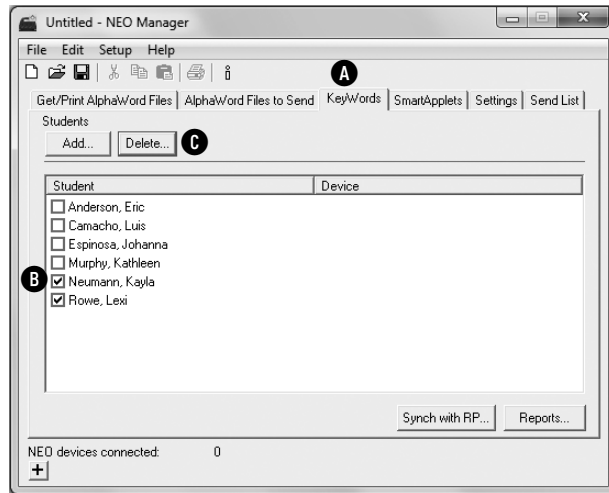 Untitled - NEO Manager
File Edit Setup Help
A
Get/Print AlphaWord Files AlphaWord Files to Send KeyWords SmartApplets Settings Send List
Students
Add... Delete... C
Student Device
Anderson, Eric
Camacho, Luis
Espinosa, Johanna
Murphy, Kathleen
B Neumann, Kayla
Rowe, Lexi
Synch with RP... Reports...
NEO devices connected: 0
+